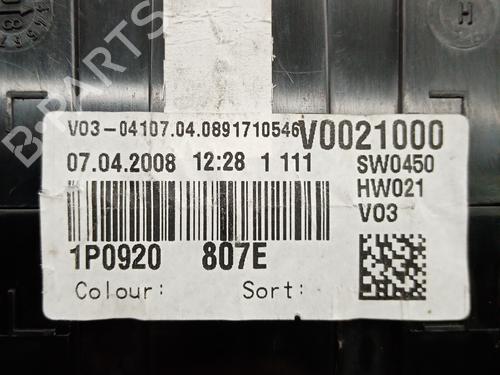 H
B-PARTS
V03-04107.04.0891710546 V0021000
07.04.2008 12:28 1 111 SW0450
HW021
V03
1P0920 807E
Colour: Sort: